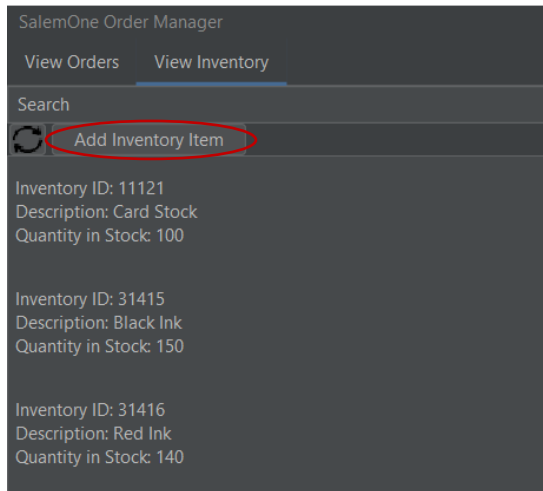 SalemOne Order Manager
View Orders View Inventory
Search
Add Inventory Item
Inventory ID: 11121
Description: Card Stock
Quantity in Stock: 100
Inventory ID: 31415
Description: Black Ink
Quantity in Stock: 150
Inventory ID: 31416
Description: Red Ink
Quantity in Stock: 140